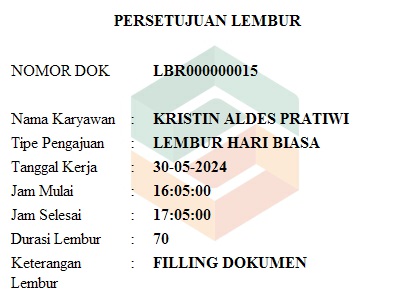 PERSETUJUAN LEMBUR
NOMOR DOK LBR000000015
Nama Karyawan : KRISTIN ALDES PRATIWI
Tipe Pengajuan : LEMBUR HARI BIASA
Tanggal Kerja : 30-05-2024
Jam Mulai : 16:05:00
Jam Selesai : 17:05:00
Durasi Lembur : 70
Keterangan : FILLING DOKUMEN
Lembur